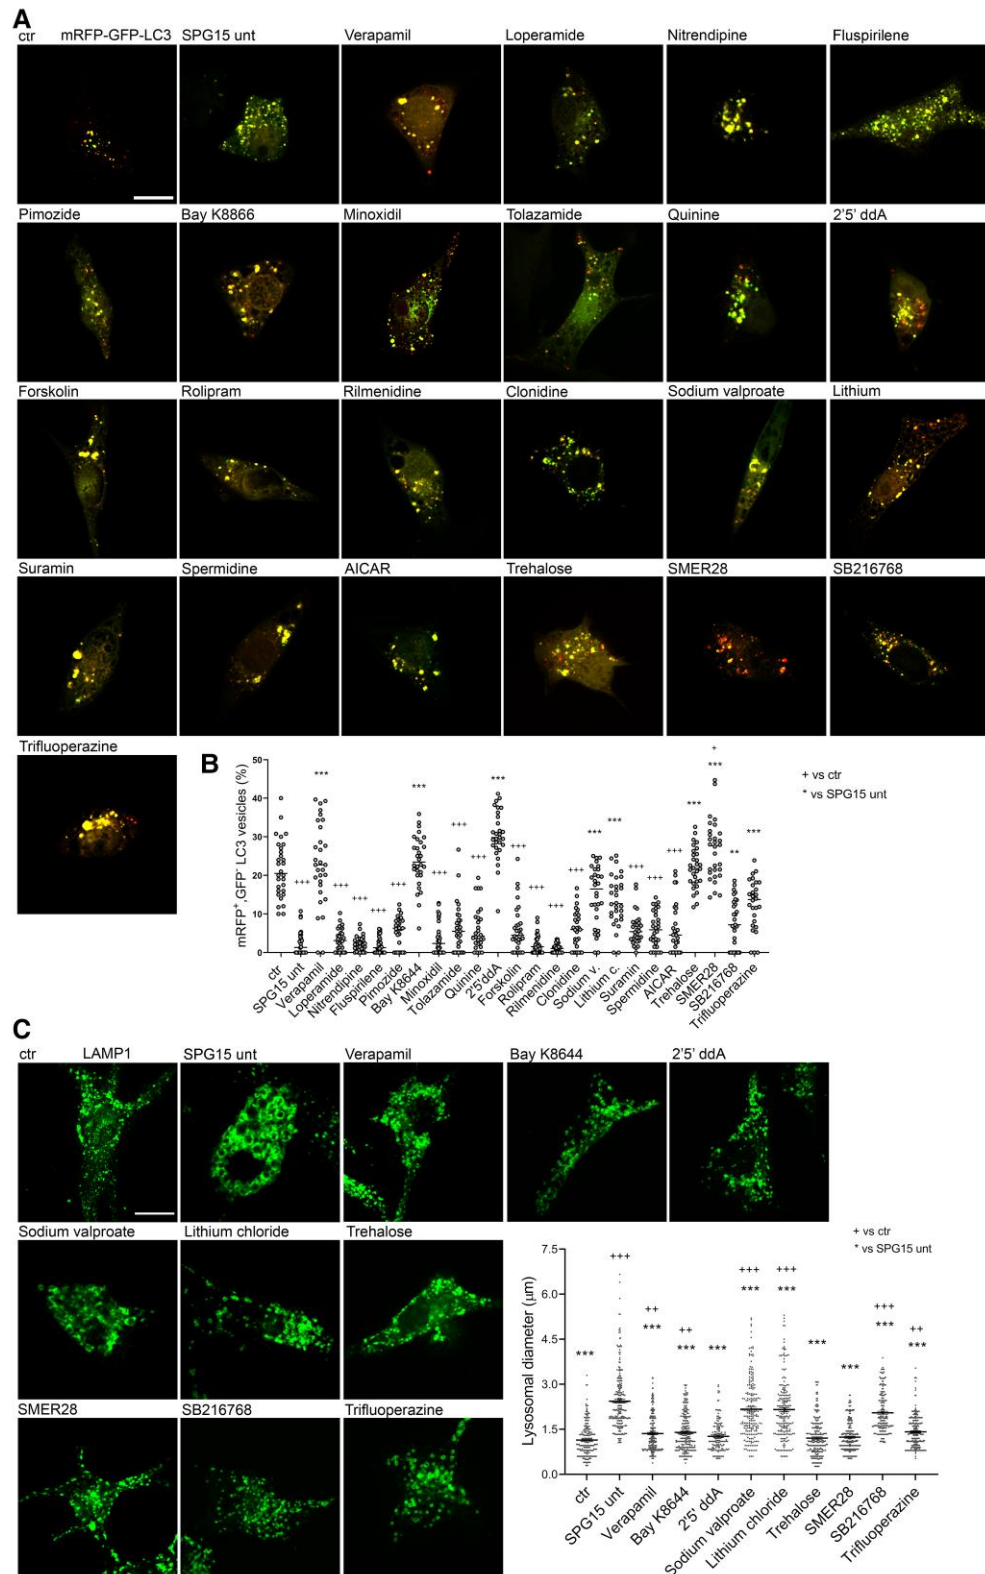 A
ctr mRFP-GFP-LC3 SPG15 unt Verapamil Loperamide Nitrendipine Fluspirilene
Pimozide Bay K8866 Minoxidil Tolazamide Quinine 2'5' ddA
Forskolin Rolipram Rilmenidine Clonidine Sodium valproate Lithium
Suramin Spermidine AICAR Trehalose SMER28 SB216768
Trifluoperazine
B
mRFP⁺,GFP⁻ LC3 vesicles (%)
50
40
30
20
10
0
+ vs ctr
* vs SPG15 unt
+++ *** +++ +++ +++ +++ *** +++ +++ +++ *** +++ +++ +++ +++ *** *** +++ +++ +++ *** + *** ** ***
ctr
SPG15 unt
Verapamil
Loperamide
Nitrendipine
Fluspirilene
Pimozide
Bay K8644
Minoxidil
Tolazamide
Quinine
2'5'ddA
Forskolin
Rolipram
Rilmenidine
Clonidine
Sodium v.
Lithium c.
Suramin
Spermidine
AICAR
Trehalose
SMER28
SB216768
Trifluoperazine
C
ctr LAMP1 SPG15 unt Verapamil Bay K8644 2'5' ddA
Sodium valproate Lithium chloride Trehalose
SMER28 SB216768 Trifluoperazine
+ vs ctr
* vs SPG15 unt
Lysosomal diameter (μm)
7.5
6.0
4.5
3.0
1.5
0.0
*** +++ ++ *** ++ *** *** +++ *** +++ *** *** *** +++ *** ++ ***
ctr
SPG15 unt
Verapamil
Bay K8644
2'5' ddA
Sodium valproate
Lithium chloride
Trehalose
SMER28
SB216768
Trifluoperazine